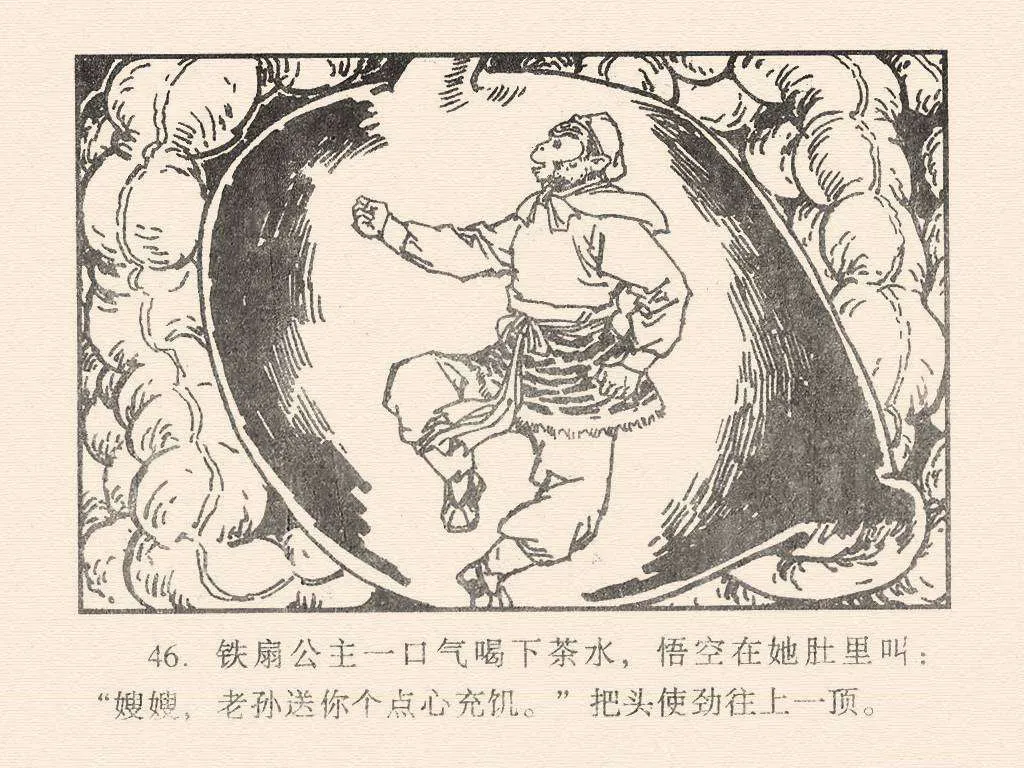 46. 铁扇公主一口气喝下茶水，悟空在她肚里叫：
“嫂嫂，老孙送你个点心充饥。”把头使劲往上一顶。